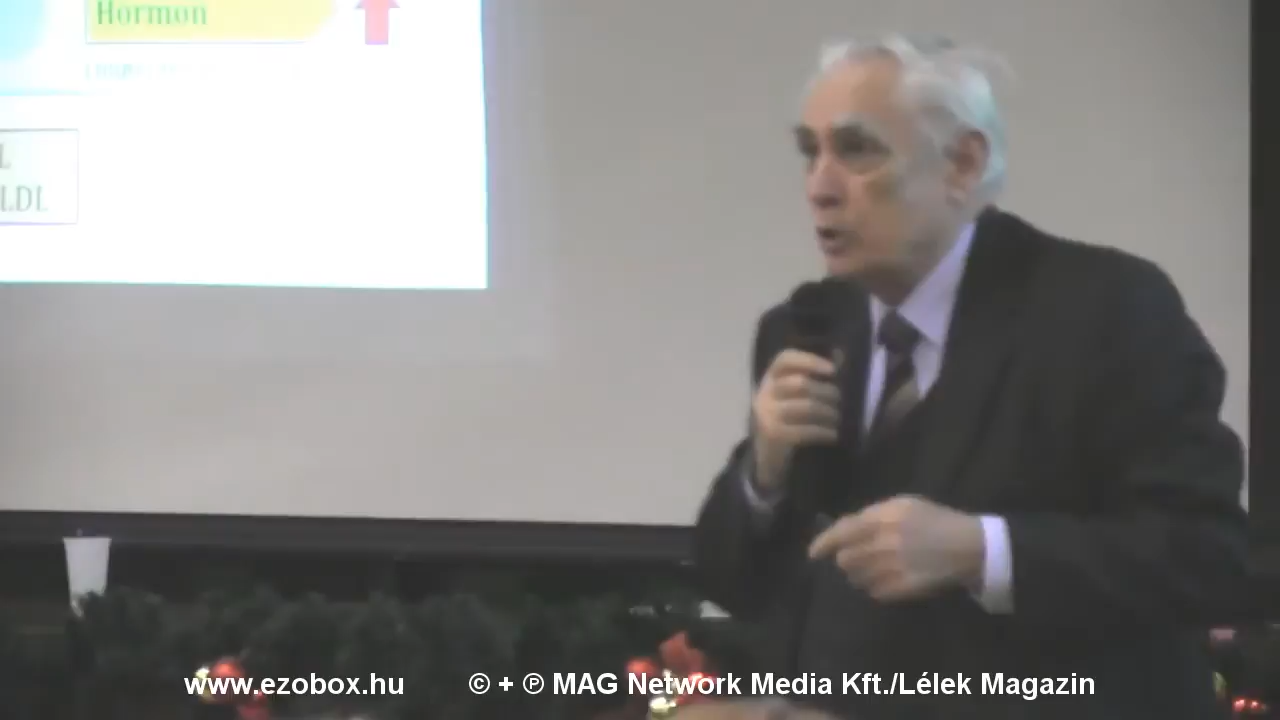 Hormon
L
LDL
www.ezobox.hu © + ℗ MAG Network Media Kft./Lélek Magazin